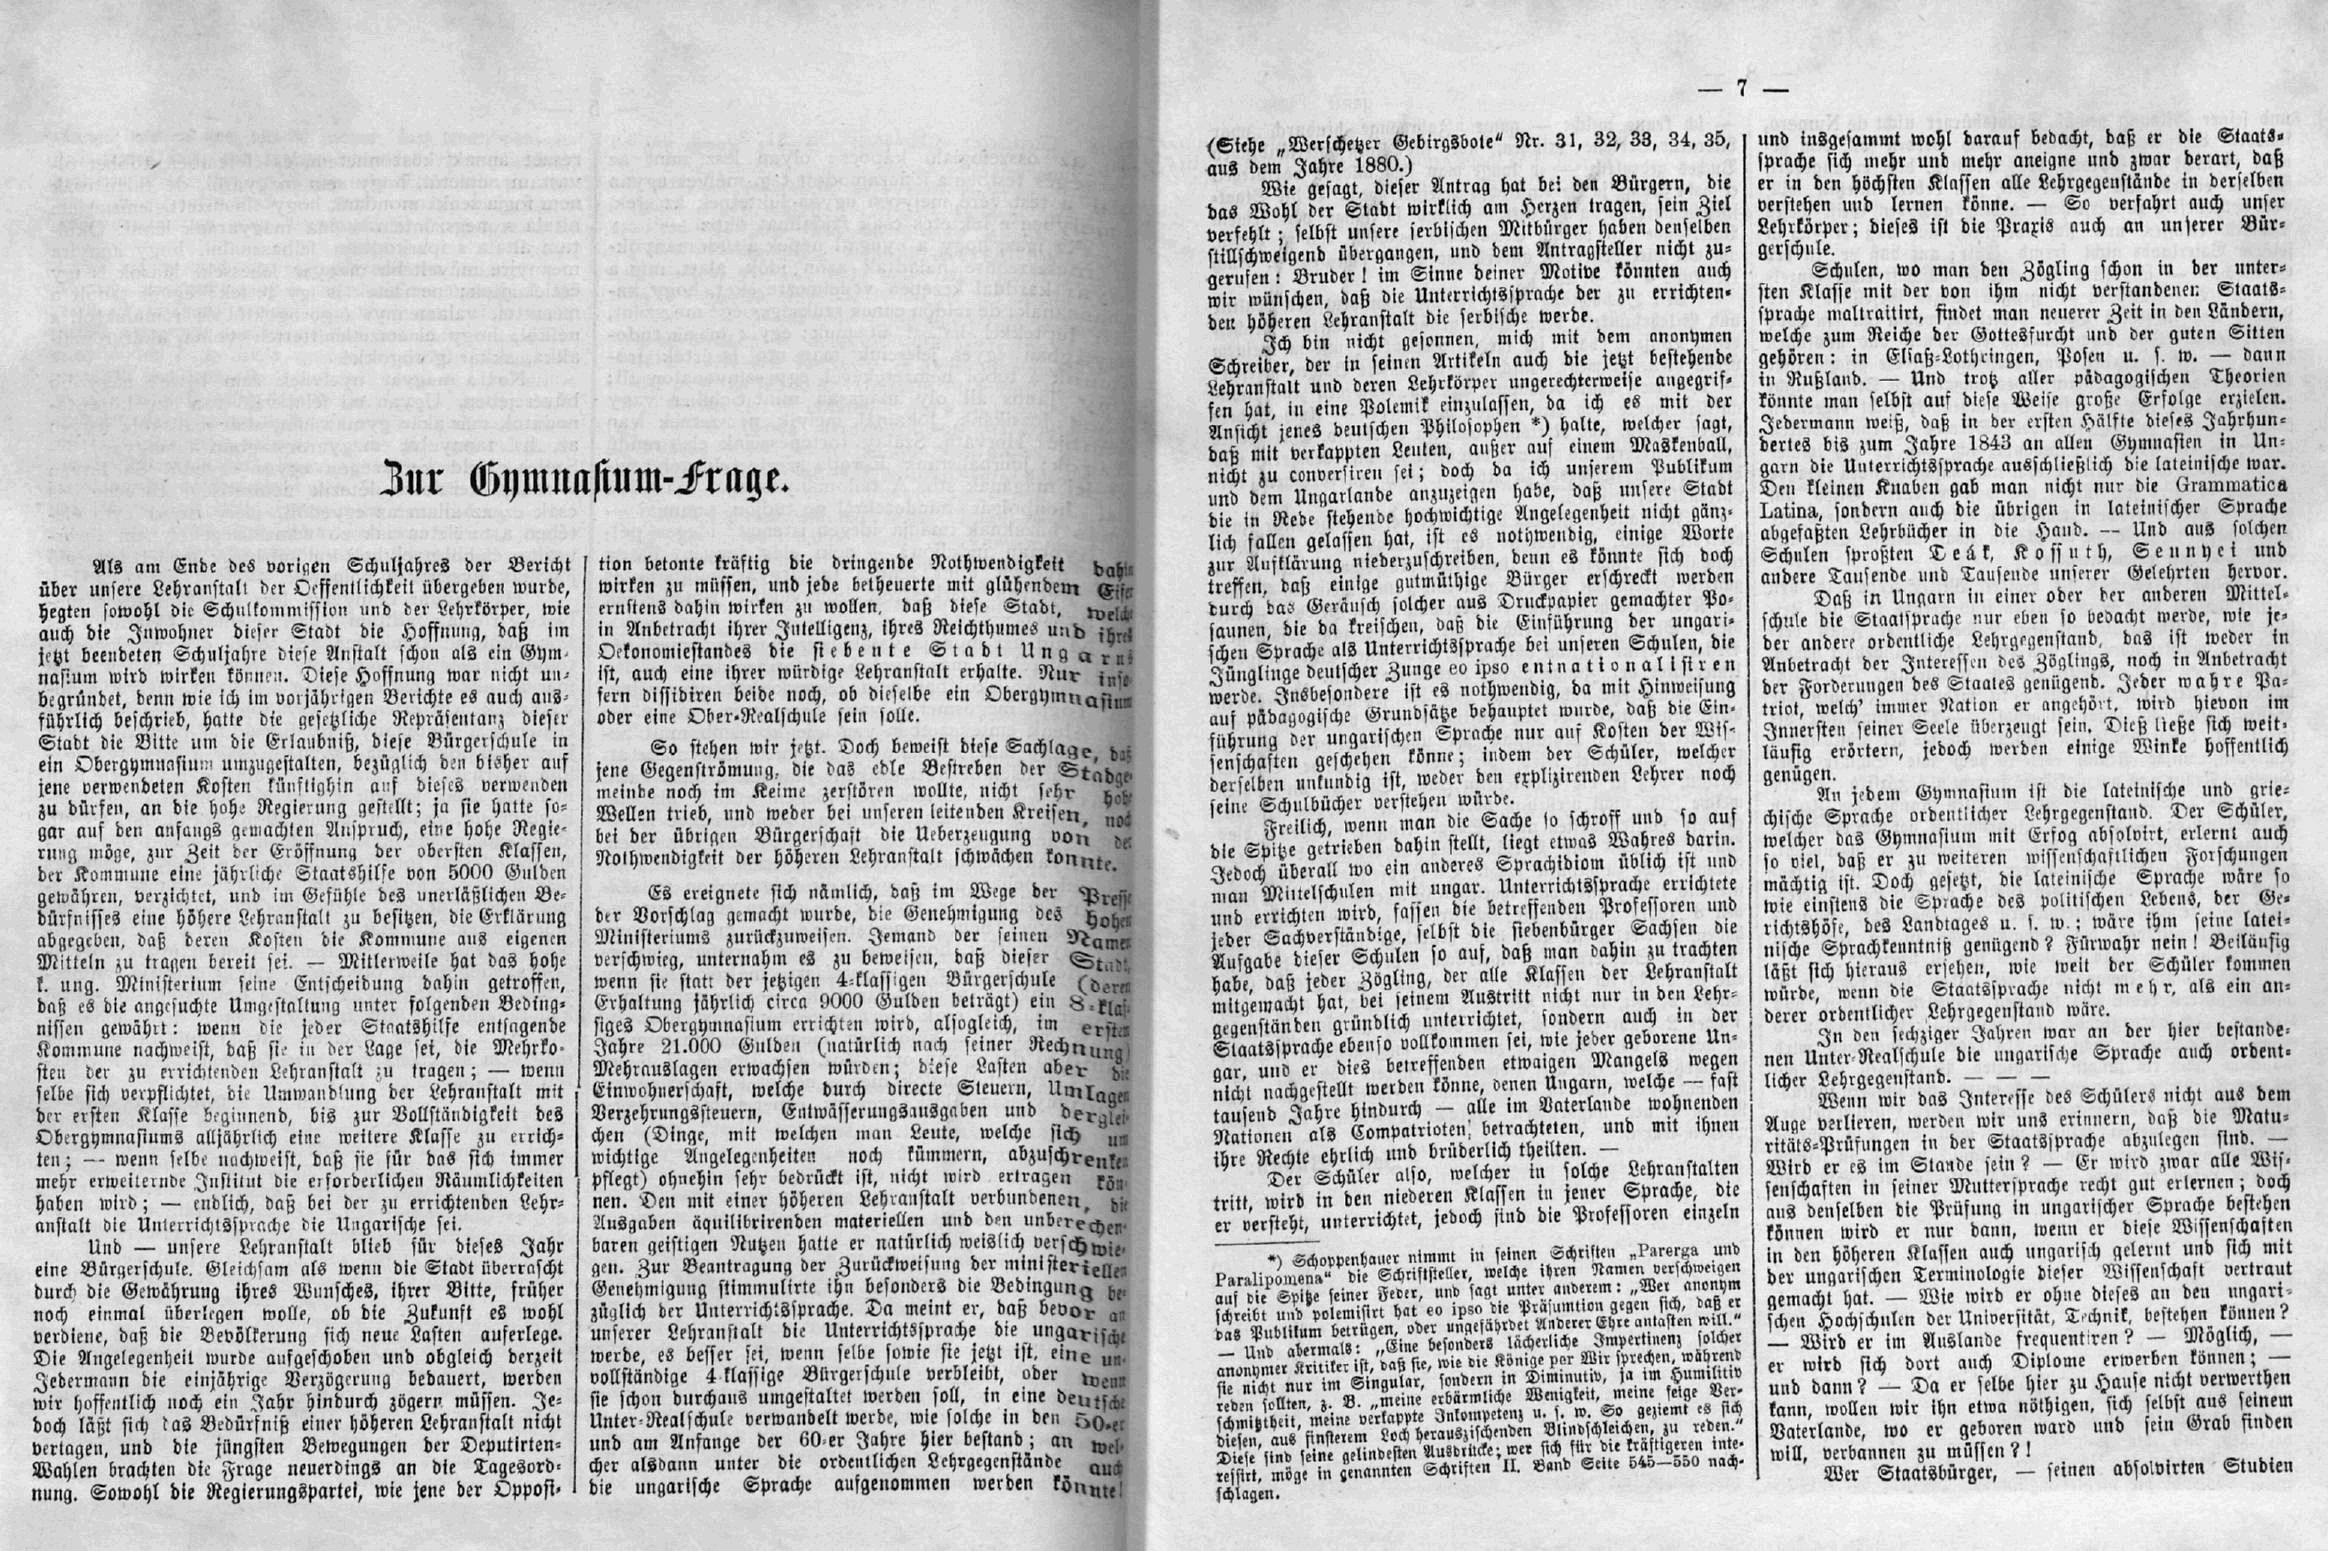 Zur Gymnasium-Frage.
Als am Ende des vorigen Schuljahres der Bericht
über unsere Lehranstalt der Oeffentlichkeit übergeben wurde,
hegten sowohl die Schulkommission und der Lehrkörper, wie
auch die Inwohner dieser Stadt die Hoffnung, daß im
jetzt beendeten Schuljahre diese Anstalt schon als ein Gym-
nasium wird wirken können. Diese Hoffnung war nicht un-
begründet, denn wie ich im vorjährigen Berichte es auch aus-
führlich beschrieb, hatte die gesetzliche Repräsentanz dieser
Stadt die Bitte um die Erlaubniß, diese Bürgerschule in
ein Obergymnasium umzugestalten, bezüglich den bisher auf
jene verwendeten Kosten künftighin auf dieses verwenden
zu dürfen, an die hohe Regierung gestellt; ja sie hatte so-
gar auf den anfangs gemachten Anspruch, eine hohe Regie-
rung möge, zur Zeit der Eröffnung der obersten Klassen,
der Kommune eine jährliche Staatshilfe von 5000 Gulden
gewähren, verzichtet, und im Gefühle des unerläßlichen Be-
dürfnisses eine höhere Lehranstalt zu besitzen, die Erklärung
abgegeben, daß deren Kosten die Kommune aus eigenen
Mitteln zu tragen bereit sei. — Mitlerweile hat das hohe
k. ung. Ministerium seine Entscheidung dahin getroffen,
daß es die angesuchte Umgestaltung unter folgenden Beding-
nissen gewährt: wenn die jeder Staatshilfe entsagende
Kommune nachweist, daß sie in der Lage sei, die Mehrko-
sten der zu errichtenden Lehranstalt zu tragen; — wenn
selbe sich verpflichtet, die Umwandlung der Lehranstalt mit
der ersten Klasse beginnend, bis zur Vollständigkeit des
Obergymnasiums alljährlich eine weitere Klasse zu errich-
ten; — wenn selbe nachweist, daß sie für das sich immer
mehr erweiternde Institut die erforderlichen Räumlichkeiten
haben wird; — endlich, daß bei der zu errichtenden Lehr-
anstalt die Unterrichtssprache die Ungarische sei.
Und — unsere Lehranstalt blieb für dieses Jahr
eine Bürgerschule. Gleichsam als wenn die Stadt überrascht
durch die Gewährung ihres Wunsches, ihrer Bitte, früher
noch einmal überlegen wolle, ob die Zukunft es wohl
verdiene, daß die Bevölkerung sich neue Lasten auferlege.
Die Angelegenheit wurde aufgeschoben und obgleich derzeit
Jedermann die einjährige Verzögerung bedauert, werden
wir hoffentlich noch ein Jahr hindurch zögern müssen. Je-
doch läßt sich das Bedürfniß einer höheren Lehranstalt nicht
vertagen, und die jüngsten Bewegungen der Deputirten-
Wahlen brachten die Frage neuerdings an die Tagesord-
nung. Sowohl die Regierungspartei, wie jene der Opposi-
tion betonte kräftig die dringende Nothwendigkeit dahin
wirken zu müssen, und jede betheuerte mit glühendem Eifer
ernstens dahin wirken zu wollen, daß diese Stadt, welche
in Anbetracht ihrer Intelligenz, ihres Reichthumes und ihres
Oekonomiestandes die siebente Stadt Ungarns
ist, auch eine ihrer würdige Lehranstalt erhalte. Nur inso-
fern dissidiren beide noch, ob dieselbe ein Obergymnasium
oder eine Ober-Realschule sein solle.
So stehen wir jetzt. Doch beweist diese Sachlage, daß
jene Gegenströmung, die das edle Bestreben der Stadtge-
meinde noch im Keime zerstören wollte, nicht sehr hohe
Wellen trieb, und weder bei unseren leitenden Kreisen, noch
bei der übrigen Bürgerschaft die Ueberzeugung von der
Nothwendigkeit der höheren Lehranstalt schwächen konnte.
Es ereignete sich nämlich, daß im Wege der Presse
der Vorschlag gemacht wurde, die Genehmigung des hohen
Ministeriums zurückzuweisen. Jemand der seinen Namen
verschwieg, unternahm es zu beweisen, daß dieser Stadt,
wenn sie statt der jetzigen 4-klassigen Bürgerschule (deren
Erhaltung jährlich circa 9000 Gulden beträgt) ein 8-klas-
siges Obergymnasium errichten wird, alsogleich, im ersten
Jahre 21.000 Gulden (natürlich nach seiner Rechnung)
Mehrauslagen erwachsen würden; diese Lasten aber die
Einwohnerschaft, welche durch directe Steuern, Umlagen
Verzehrungssteuern, Entwässerungsausgaben und derglei-
chen (Dinge, mit welchen man Leute, welche sich um
wichtige Angelegenheiten noch kümmern, abzuschrenken
pflegt) ohnehin sehr bedrückt ist, nicht wird ertragen kön-
nen. Den mit einer höheren Lehranstalt verbundenen, die
Ausgaben äquilibrirenden materiellen und den unberechen-
baren geistigen Nutzen hatte er natürlich weislich verschwie-
gen. Zur Beantragung der Zurückweisung der ministeriellen
Genehmigung stimmulirte ihn besonders die Bedingung be-
züglich der Unterrichtssprache. Da meint er, daß bevor an
unserer Lehranstalt die Unterrichtssprache die ungarische
werde, es besser sei, wenn selbe sowie sie jetzt ist, eine un-
vollständige 4-klassige Bürgerschule verbleibt, oder wenn
sie schon durchaus umgestaltet werden soll, in eine deutsche
Unter-Realschule verwandelt werde, wie solche in den 50-er
und am Anfange der 60-er Jahre hier bestand; an wel-
cher alsdann unter die ordentlichen Lehrgegenstände auch
die ungarische Sprache aufgenommen werden könnte!
— 7 —
(Siehe „Werschetzer Gebirgsbote“ Nr. 31, 32, 33, 34, 35,
aus dem Jahre 1880.)
Wie gesagt, dieser Antrag hat bei den Bürgern, die
das Wohl der Stadt wirklich am Herzen tragen, sein Ziel
verfehlt; selbst unsere serbischen Mitbürger haben denselben
stillschweigend übergangen, und dem Antragsteller nicht zu-
gerufen: Bruder! im Sinne deiner Motive könnten auch
wir wünschen, daß die Unterrichtssprache der zu errichten-
den höheren Lehranstalt die serbische werde.
Ich bin nicht gesonnen, mich mit dem anonymen
Schreiber, der in seinen Artikeln auch die jetzt bestehende
Lehranstalt und deren Lehrkörper ungerechterweise angegrif-
fen hat, in eine Polemik einzulassen, da ich es mit der
Ansicht jenes deutschen Philosophen *) halte, welcher sagt,
daß mit verkappten Leuten, außer auf einem Maskenball,
nicht zu conversiren sei; doch da ich unserem Publikum
und dem Ungarlande anzuzeigen habe, daß unsere Stadt
die in Rede stehende hochwichtige Angelegenheit nicht gänz-
lich fallen gelassen hat, ist es nothwendig, einige Worte
zur Aufklärung niederzuschreiben, denn es könnte sich doch
treffen, daß einige gutmüthige Bürger erschreckt werden
durch das Geräusch solcher aus Druckpapier gemachter Po-
saunen, die da kreischen, daß die Einführung der ungari-
schen Sprache als Unterrichtssprache bei unseren Schulen, die
Jünglinge deutscher Zunge eo ipso entnationalisiren
werde. Insbesondere ist es nothwendig, da mit Hinweisung
auf pädagogische Grundsätze behauptet wurde, daß die Ein-
führung der ungarischen Sprache nur auf Kosten der Wis-
senschaften geschehen könne; indem der Schüler, welcher
derselben unkundig ist, weder den explizirenden Lehrer noch
seine Schulbücher verstehen würde.
Freilich, wenn man die Sache so schroff und so auf
die Spitze getrieben dahin stellt, liegt etwas Wahres darin.
Jedoch überall wo ein anderes Sprachidiom üblich ist und
man Mittelschulen mit ungar. Unterrichtssprache errichtete
und errichten wird, fassen die betreffenden Professoren und
jeder Sachverständige, selbst die siebenbürger Sachsen die
Aufgabe dieser Schulen so auf, daß man dahin zu trachten
habe, daß jeder Zögling, der alle Klassen der Lehranstalt
mitgemacht hat, bei seinem Austritt nicht nur in den Lehr-
gegenständen gründlich unterrichtet, sondern auch in der
Staatssprache ebenso vollkommen sei, wie jeder geborene Un-
gar, und er dies betreffenden etwaigen Mangels wegen
nicht nachgestellt werden könne, denen Ungarn, welche — fast
tausend Jahre hindurch — alle im Vaterlande wohnenden
Nationen als Compatrioten betrachteten, und mit ihnen
ihre Rechte ehrlich und brüderlich theilten. —
Der Schüler also, welcher in solche Lehranstalten
tritt, wird in den niederen Klassen in jener Sprache, die
er versteht, unterrichtet, jedoch sind die Professoren einzeln
*) Schoppenhauer nimmt in seinen Schriften „Parerga und
Paralipomena“ die Schriftsteller, welche ihren Namen verschweigen
auf die Spitze seiner Feder, und sagt unter anderem: „Wer anonym
schreibt und polemisirt hat eo ipso die Präsumtion gegen sich, daß er
das Publikum betrügen, oder ungefährdet Anderer Ehre antasten will.“
— Und abermals: „Eine besonders lächerliche Impertinenz solcher
anonymer Kritiker ist, daß sie, wie die Könige per Wir sprechen, während
sie nicht nur im Singular, sondern in Diminutiv, ja im Humilitiv
reden sollten, z. B. „meine erbärmliche Wenigkeit, meine feige Ver-
schmitztheit, meine verkappte Inkompetenz u. s. w. So geziemt es sich
diesen, aus finsterem Loch herauszischenden Blindschleichen, zu reden.“
Diese sind seine gelindesten Ausdrücke; wer sich für die kräftigeren inte-
ressirt, möge in genannten Schriften II. Band Seite 545—550 nach-
schlagen.
und insgesammt wohl darauf bedacht, daß er die Staats-
sprache sich mehr und mehr aneigne und zwar derart, daß
er in den höchsten Klassen alle Lehrgegenstände in derselben
verstehen und lernen könne. — So verfahrt auch unser
Lehrkörper; dieses ist die Praxis auch an unserer Bür-
gerschule.
Schulen, wo man den Zögling schon in der unter-
sten Klasse mit der von ihm nicht verstandenen Staats-
sprache maltraitirt, findet man neuerer Zeit in den Ländern,
welche zum Reiche der Gottesfurcht und der guten Sitten
gehören: in Elsaß-Lothringen, Posen u. s. w. — dann
in Rußland. — Und trotz aller pädagogischen Theorien
könnte man selbst auf diese Weise große Erfolge erzielen.
Jedermann weiß, daß in der ersten Hälfte dieses Jahrhun-
dertes bis zum Jahre 1843 an allen Gymnasien in Un-
garn die Unterrichtssprache ausschließlich die lateinische war.
Den kleinen Knaben gab man nicht nur die Grammatica
Latina, sondern auch die übrigen in lateinischer Sprache
abgefaßten Lehrbücher in die Hand. — Und aus solchen
Schulen sproßten Deák, Kossuth, Sennyei und
andere Tausende und Tausende unserer Gelehrten hervor.
Daß in Ungarn in einer oder der anderen Mittel-
schule die Staatsprache nur eben so bedacht werde, wie je-
der andere ordentliche Lehrgegenstand, das ist weder in
Anbetracht der Interessen des Zöglings, noch in Anbetracht
der Forderungen des Staates genügend. Jeder wahre Pa-
triot, welch' immer Nation er angehört, wird hievon im
Innersten seiner Seele überzeugt sein. Dieß ließe sich weit-
läufig erörtern, jedoch werden einige Winke hoffentlich
genügen.
An jedem Gymnasium ist die lateinische und grie-
chische Sprache ordentlicher Lehrgegenstand. Der Schüler,
welcher das Gymnasium mit Erfog absolvirt, erlernt auch
so viel, daß er zu weiteren wissenschaftlichen Forschungen
mächtig ist. Doch gesetzt, die lateinische Sprache wäre so
wie einstens die Sprache des politischen Lebens, der Ge-
richtshöfe, des Landtages u. s. w.; wäre ihm seine latei-
nische Sprachkenntniß genügend? Fürwahr nein! Beiläufig
läßt sich hieraus ersehen, wie weit der Schüler kommen
würde, wenn die Staatssprache nicht mehr, als ein an-
derer ordentlicher Lehrgegenstand wäre.
In den sechziger Jahren war an der hier bestande-
nen Unter-Realschule die ungarische Sprache auch ordent-
licher Lehrgegenstand. — — —
Wenn wir das Interesse des Schülers nicht aus dem
Auge verlieren, werden wir uns erinnern, daß die Matu-
ritäts-Prüfungen in der Staatssprache abzulegen sind. —
Wird er es im Stande sein? — Er wird zwar alle Wis-
senschaften in seiner Muttersprache recht gut erlernen; doch
aus denselben die Prüfung in ungarischer Sprache bestehen
können wird er nur dann, wenn er diese Wissenschaften
in den höheren Klassen auch ungarisch gelernt und sich mit
der ungarischen Terminologie dieser Wissenschaft vertraut
gemacht hat. — Wie wird er ohne dieses an den ungari-
schen Hochschulen der Universität, Technik, bestehen können?
— Wird er im Auslande frequentiren? — Möglich, —
er wird sich dort auch Diplome erwerben können; —
und dann? — Da er selbe hier zu Hause nicht verwerthen
kann, wollen wir ihn etwa nöthigen, sich selbst aus seinem
Vaterlande, wo er geboren ward und sein Grab finden
will, verbannen zu müssen?!
Wer Staatsbürger, — seinen absolvirten Studien